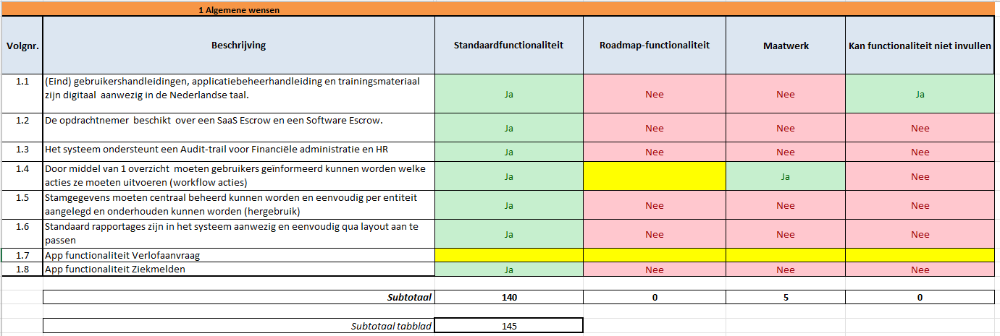 1 Algemene wensen
Volgnr. Beschrijving Standaardfunctionaliteit Roadmap-functionaliteit Maatwerk Kan functionaliteit niet invullen
1.1 (Eind) gebruikershandleidingen, applicatiebeheerhandleiding en trainingsmateriaal
zijn digitaal aanwezig in de Nederlandse taal. Ja Nee Nee Ja
1.2 De opdrachtnemer beschikt over een SaaS Escrow en een Software Escrow. Ja Nee Nee Nee
1.3 Het systeem ondersteunt een Audit-trail voor Financiële administratie en HR Ja Nee Nee Nee
1.4 Door middel van 1 overzicht moeten gebruikers geïnformeerd kunnen worden welke
acties ze moeten uitvoeren (workflow acties) Ja Ja Nee
1.5 Stamgegevens moeten centraal beheerd kunnen worden en eenvoudig per entiteit
aangelegd en onderhouden kunnen worden (hergebruik) Ja Nee Nee Nee
1.6 Standaard rapportages zijn in het systeem aanwezig en eenvoudig qua layout aan te
passen Ja Nee Nee Nee
1.7 App functionaliteit Verlofaanvraag
1.8 App functionaliteit Ziekmelden Ja Nee Nee Nee
Subtotaal 140 0 5 0
Subtotaal tabblad 145